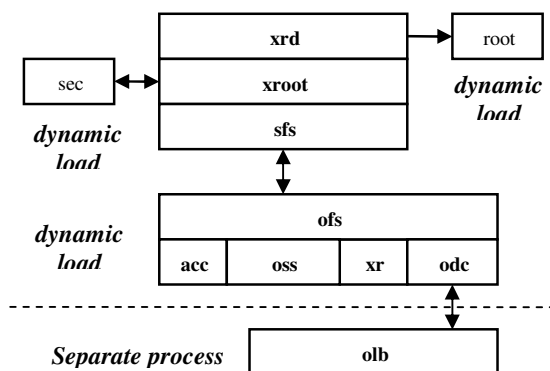 xrd
root
sec
xroot
dynamic
load
dynamic
load
sfs
ofs
dynamic
load
acc
oss
xr
odc
Separate process
olb